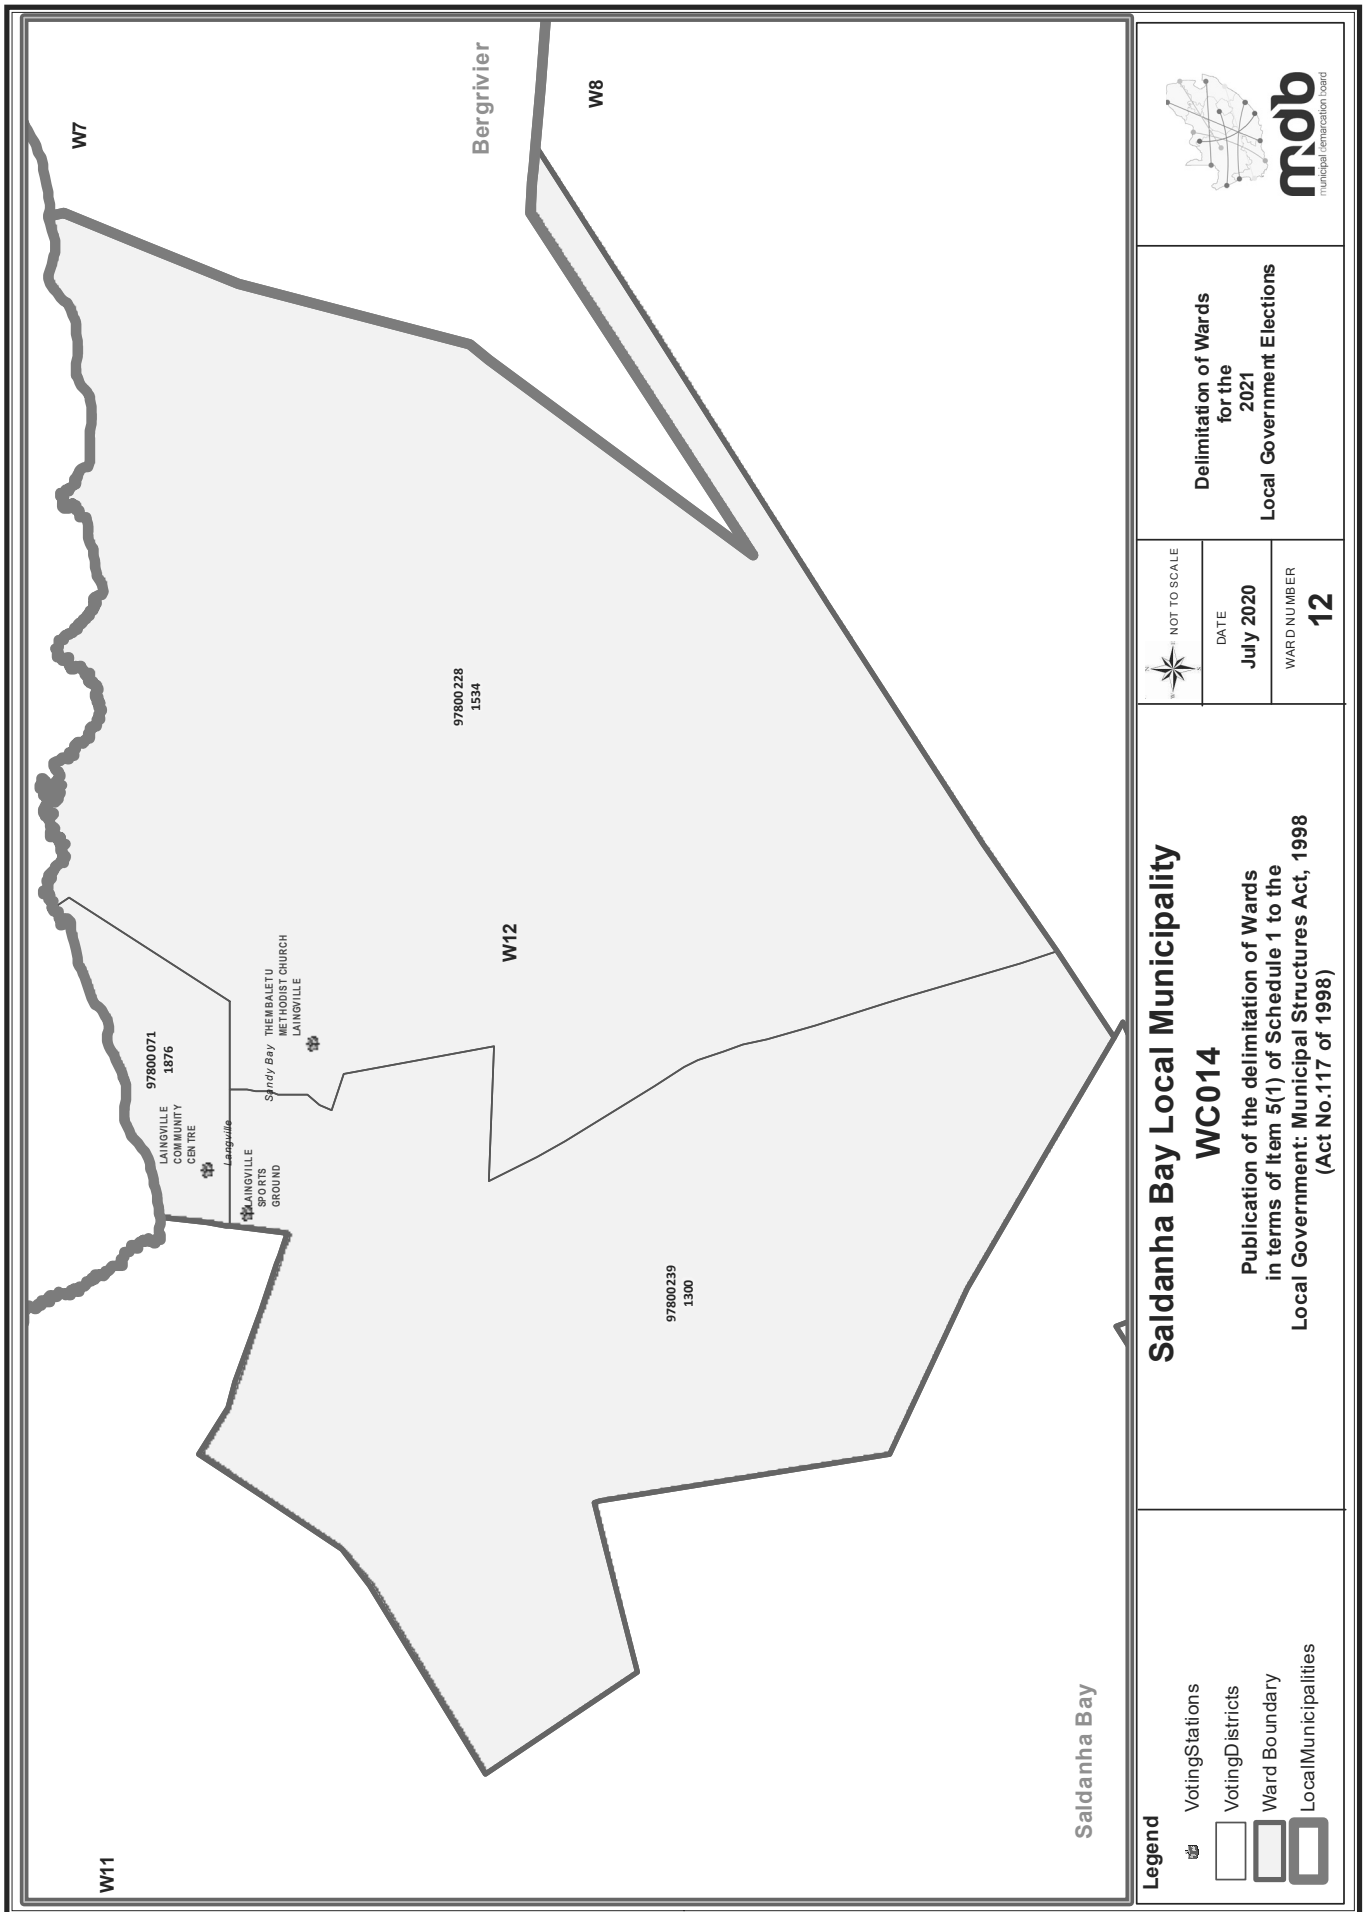 W7
Bergrivier
W8
97800228
1534
W12
97800071
1876
LAINGVILLE
COMMUNITY
CENTRE
Sandy Bay
THEMBALETU
METHODIST CHURCH
LAINGVILLE
Langville
LAINGVILLE
SPORTS
GROUND
97800239
1300
W11
Saldanha Bay
Legend
VotingStations
VotingDistricts
Ward Boundary
LocalMunicipalities
Saldanha Bay Local Municipality
WC014
Publication of the delimitation of Wards
in terms of Item 5(1) of Schedule 1 to the
Local Government: Municipal Structures Act, 1998
(Act No.117 of 1998)
N
E
S
W
NOT TO SCALE
DATE
July 2020
WARD NUMBER
12
Delimitation of Wards
for the
2021
Local Government Elections
mdb
municipal demarcation board